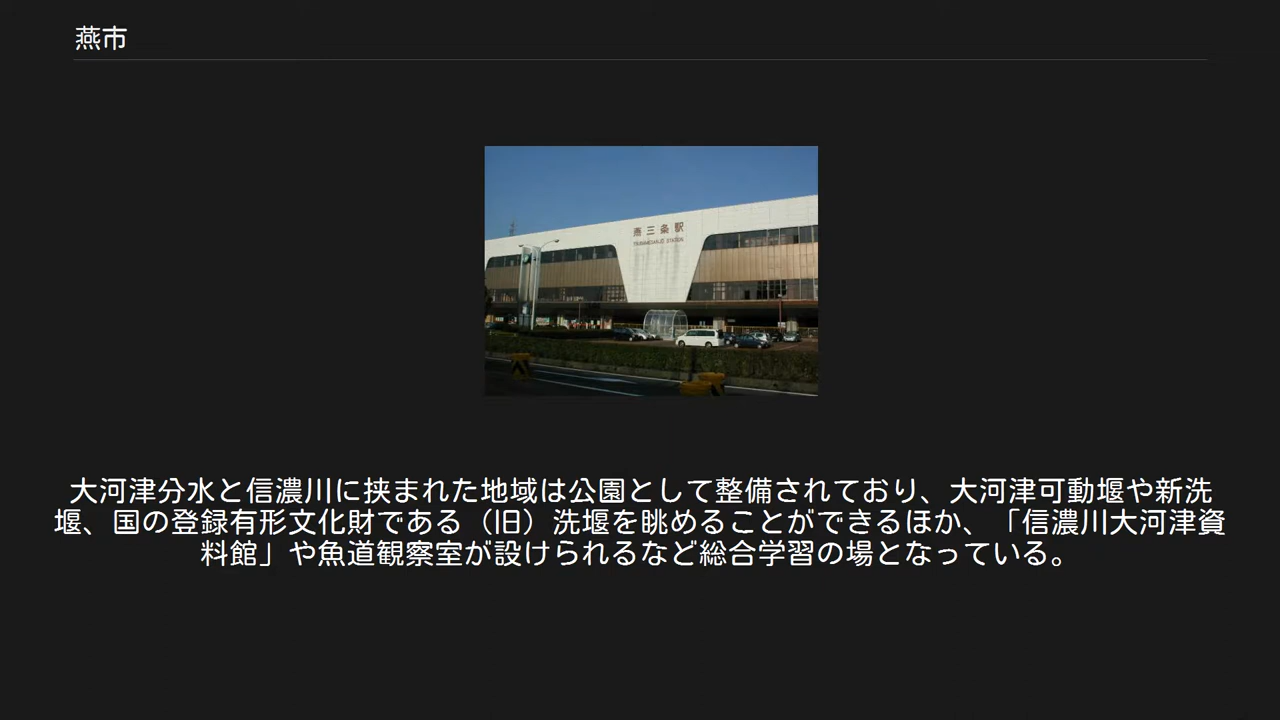 燕市
燕三条駅
TSUBAMESANJO STATION
大河津分水と信濃川に挟まれた地域は公園として整備されており、大河津可動堰や新洗
堰、国の登録有形文化財である（旧）洗堰を眺めることができるほか、「信濃川大河津資
料館」や魚道観察室が設けられるなど総合学習の場となっている。